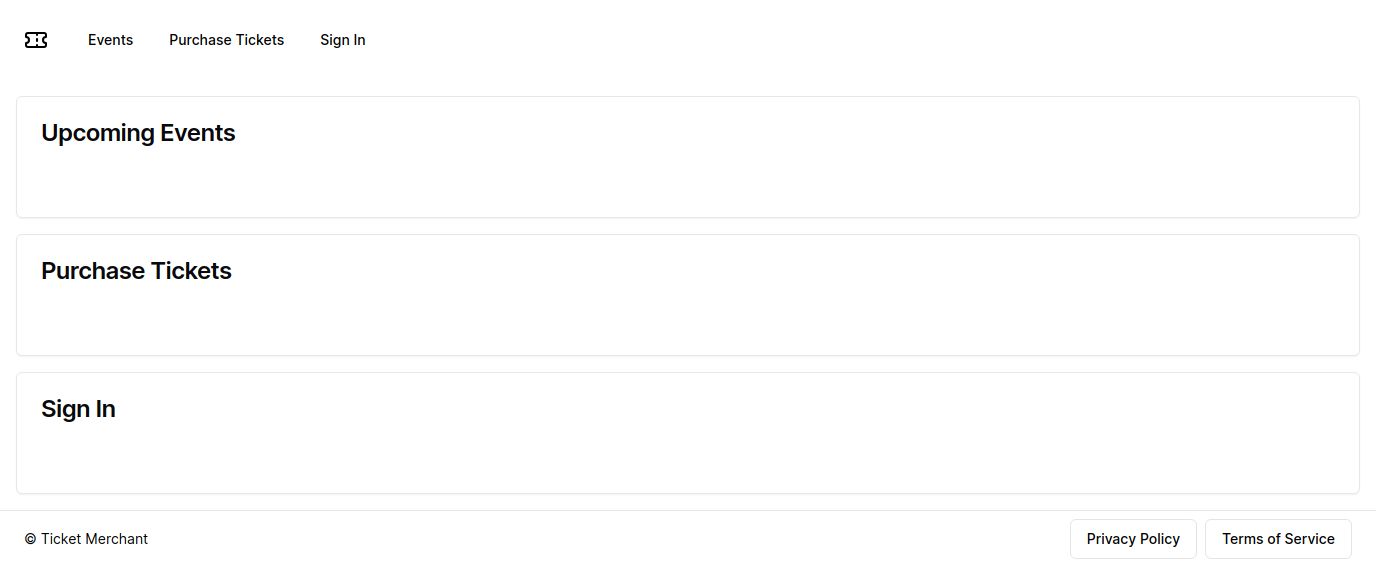 Events Purchase Tickets Sign In
Upcoming Events
Purchase Tickets
Sign In
© Ticket Merchant Privacy Policy Terms of Service